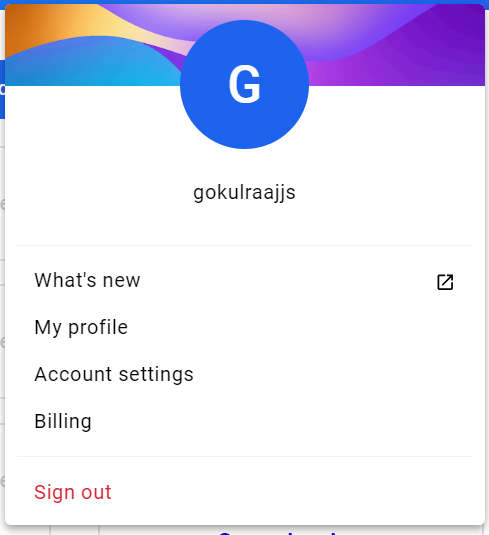 G
gokulraajjs
What's new
My profile
Account settings
Billing
Sign out